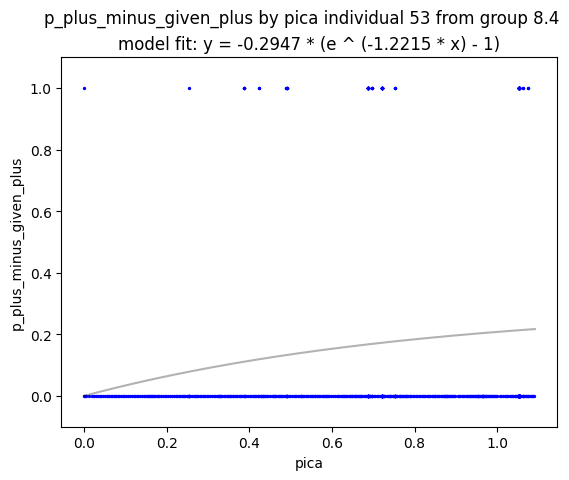 p_plus_minus_given_plus by pica individual 53 from group 8.4
model fit: y = -0.2947 * (e ^ (-1.2215 * x) - 1)
1.0
0.8
0.6
0.4
0.2
0.0
p_plus_minus_given_plus
0.0 0.2 0.4 0.6 0.8 1.0
pica